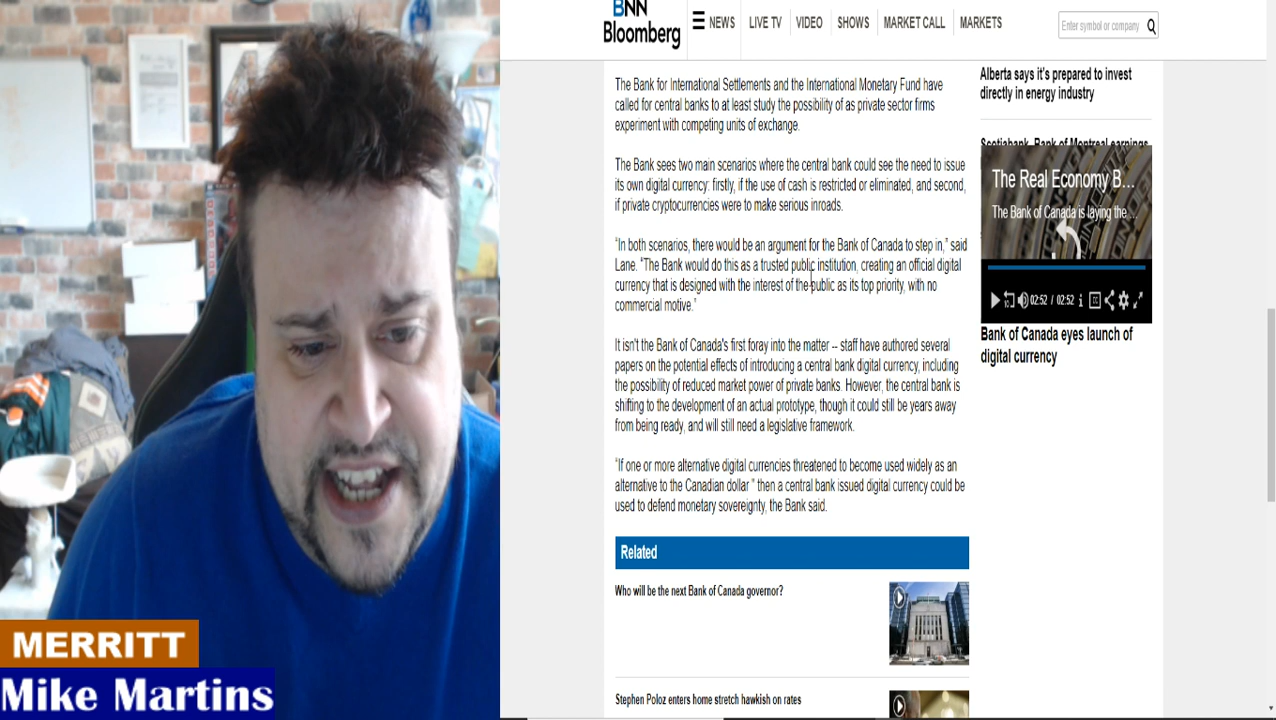 BNN
Bloomberg
NEWS
LIVE TV
VIDEO
SHOWS
MARKET CALL
MARKETS
Enter symbol or company
The Bank for International Settlements and the International Monetary Fund have
called for central banks to at least study the possibility of as private sector firms
experiment with competing units of exchange.
The Bank sees two main scenarios where the central bank could see the need to issue
its own digital currency: firstly, if the use of cash is restricted or eliminated, and second,
if private cryptocurrencies were to make serious inroads.
“In both scenarios, there would be an argument for the Bank of Canada to step in,” said
Lane. “The Bank would do this as a trusted public institution, creating an official digital
currency that is designed with the interest of the public as its top priority, with no
commercial motive.”
It isn't the Bank of Canada's first foray into the matter -- staff have authored several
papers on the potential effects of introducing a central bank digital currency, including
the possibility of reduced market power of private banks. However, the central bank is
shifting to the development of an actual prototype, though it could still be years away
from being ready, and will still need a legislative framework.
“If one or more alternative digital currencies threatened to become used widely as an
alternative to the Canadian dollar ” then a central bank issued digital currency could be
used to defend monetary sovereignty, the Bank said.
Related
Who will be the next Bank of Canada governor?
Stephen Poloz enters home stretch hawkish on rates
Alberta says it's prepared to invest
directly in energy industry
Scotiabank, Bank of Montreal earnings
The Real Economy B...
The Bank of Canada is laying the ...
02:52 / 02:52
Bank of Canada eyes launch of
digital currency
MERRITT
Mike Martins